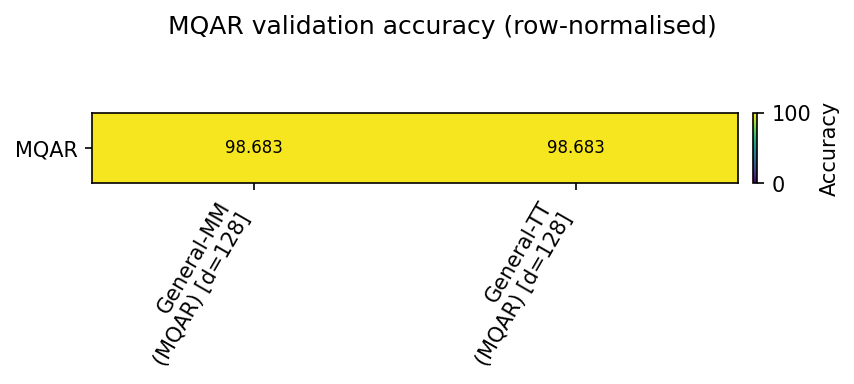 MQAR validation accuracy (row-normalised)
MQAR
98.683
98.683
100
0
Accuracy
General-MM
(MQAR) [d=128]
General-TT
(MQAR) [d=128]